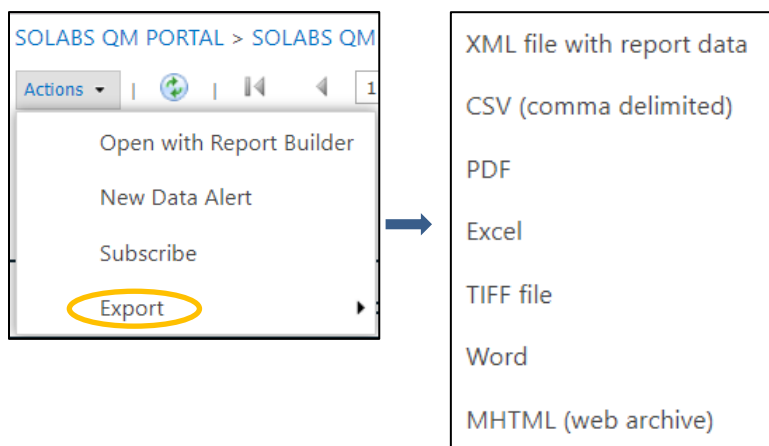 SOLABS QM PORTAL > SOLABS QM
Actions
1
Open with Report Builder
New Data Alert
Subscribe
Export
XML file with report data
CSV (comma delimited)
PDF
Excel
TIFF file
Word
MHTML (web archive)